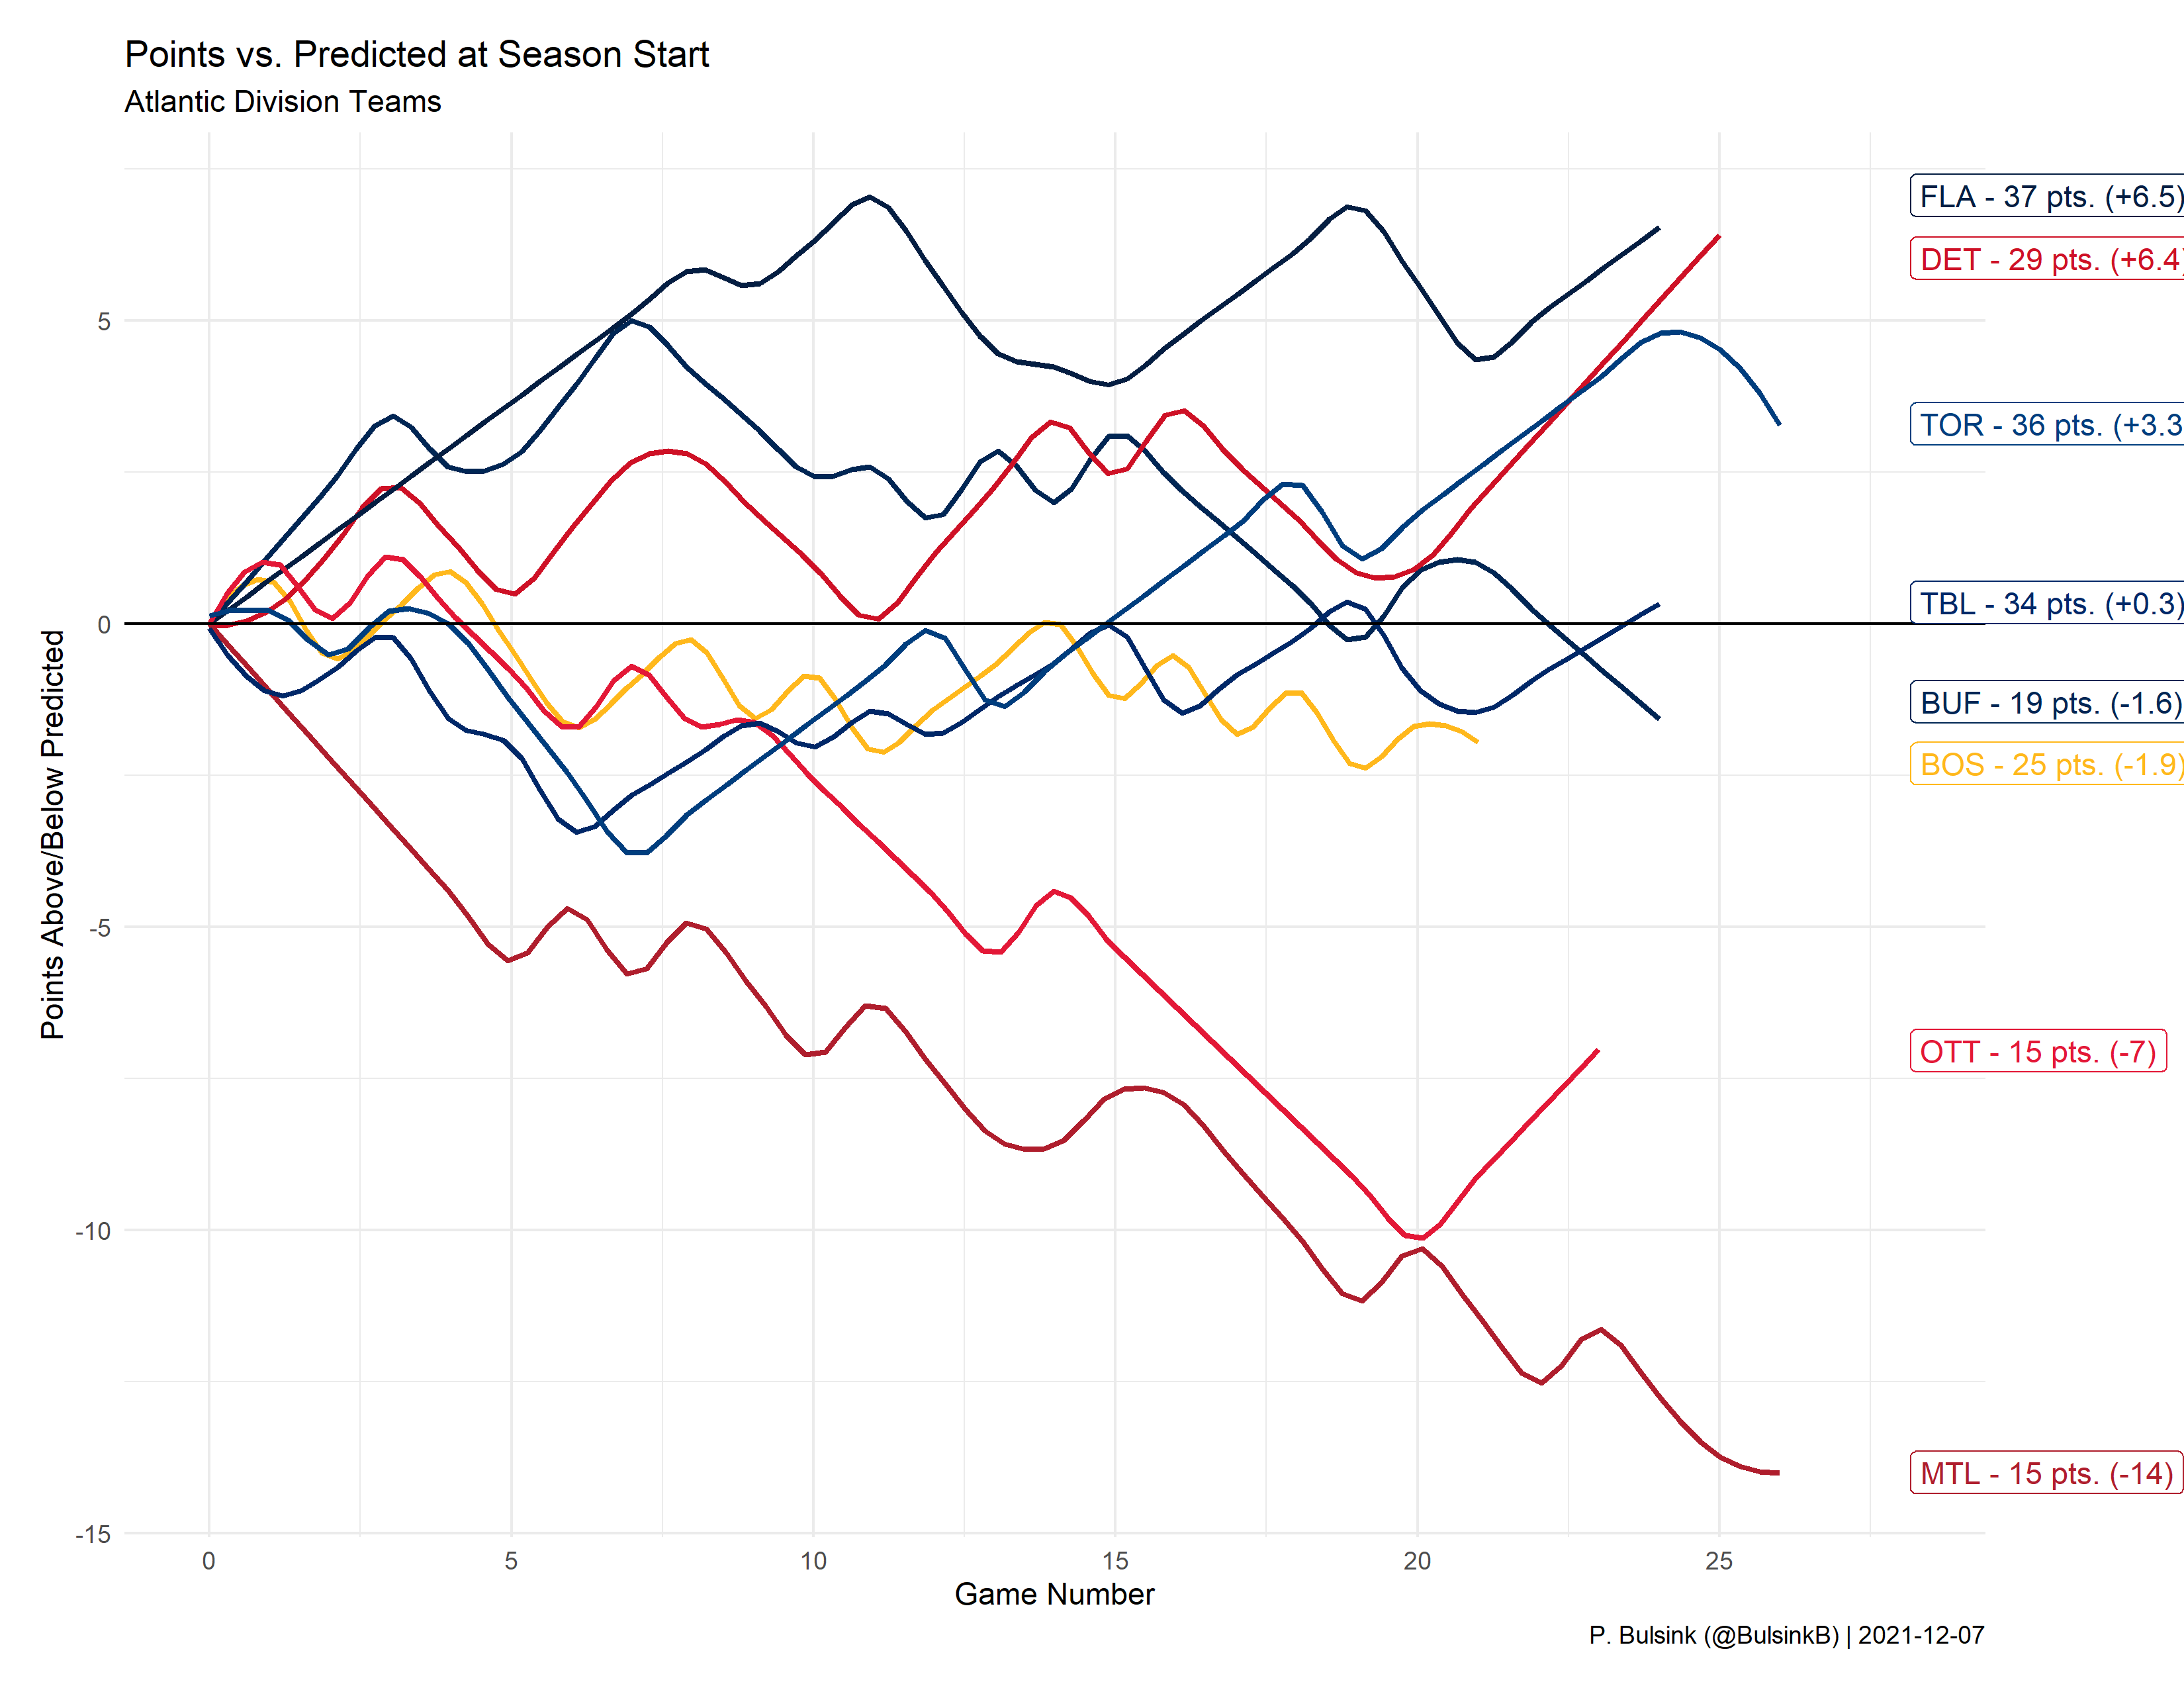 Points vs. Predicted at Season Start
Atlantic Division Teams
Points Above/Below Predicted
5
0
-5
-10
-15
FLA - 37 pts. (+6.5)
DET - 29 pts. (+6.4)
TOR - 36 pts. (+3.3
TBL - 34 pts. (+0.3)
BUF - 19 pts. (-1.6)
BOS - 25 pts. (-1.9)
OTT - 15 pts. (-7)
MTL - 15 pts. (-14)
0 5 10 15 20 25
Game Number
P. Bulsink (@BulsinkB) | 2021-12-07